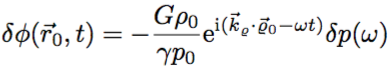 δϕ(r⃗₀, t) = −(Gρ₀/γp₀) e^{i(k⃗_ϱ·ϱ⃗₀−ωt)} δp(ω)